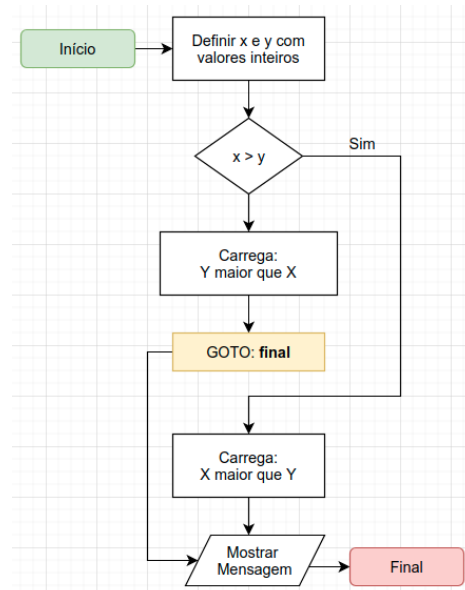 Início
Definir x e y com
valores inteiros
x > y
Sim
Carrega:
Y maior que X
GOTO: final
Carrega:
X maior que Y
Mostrar
Mensagem
Final